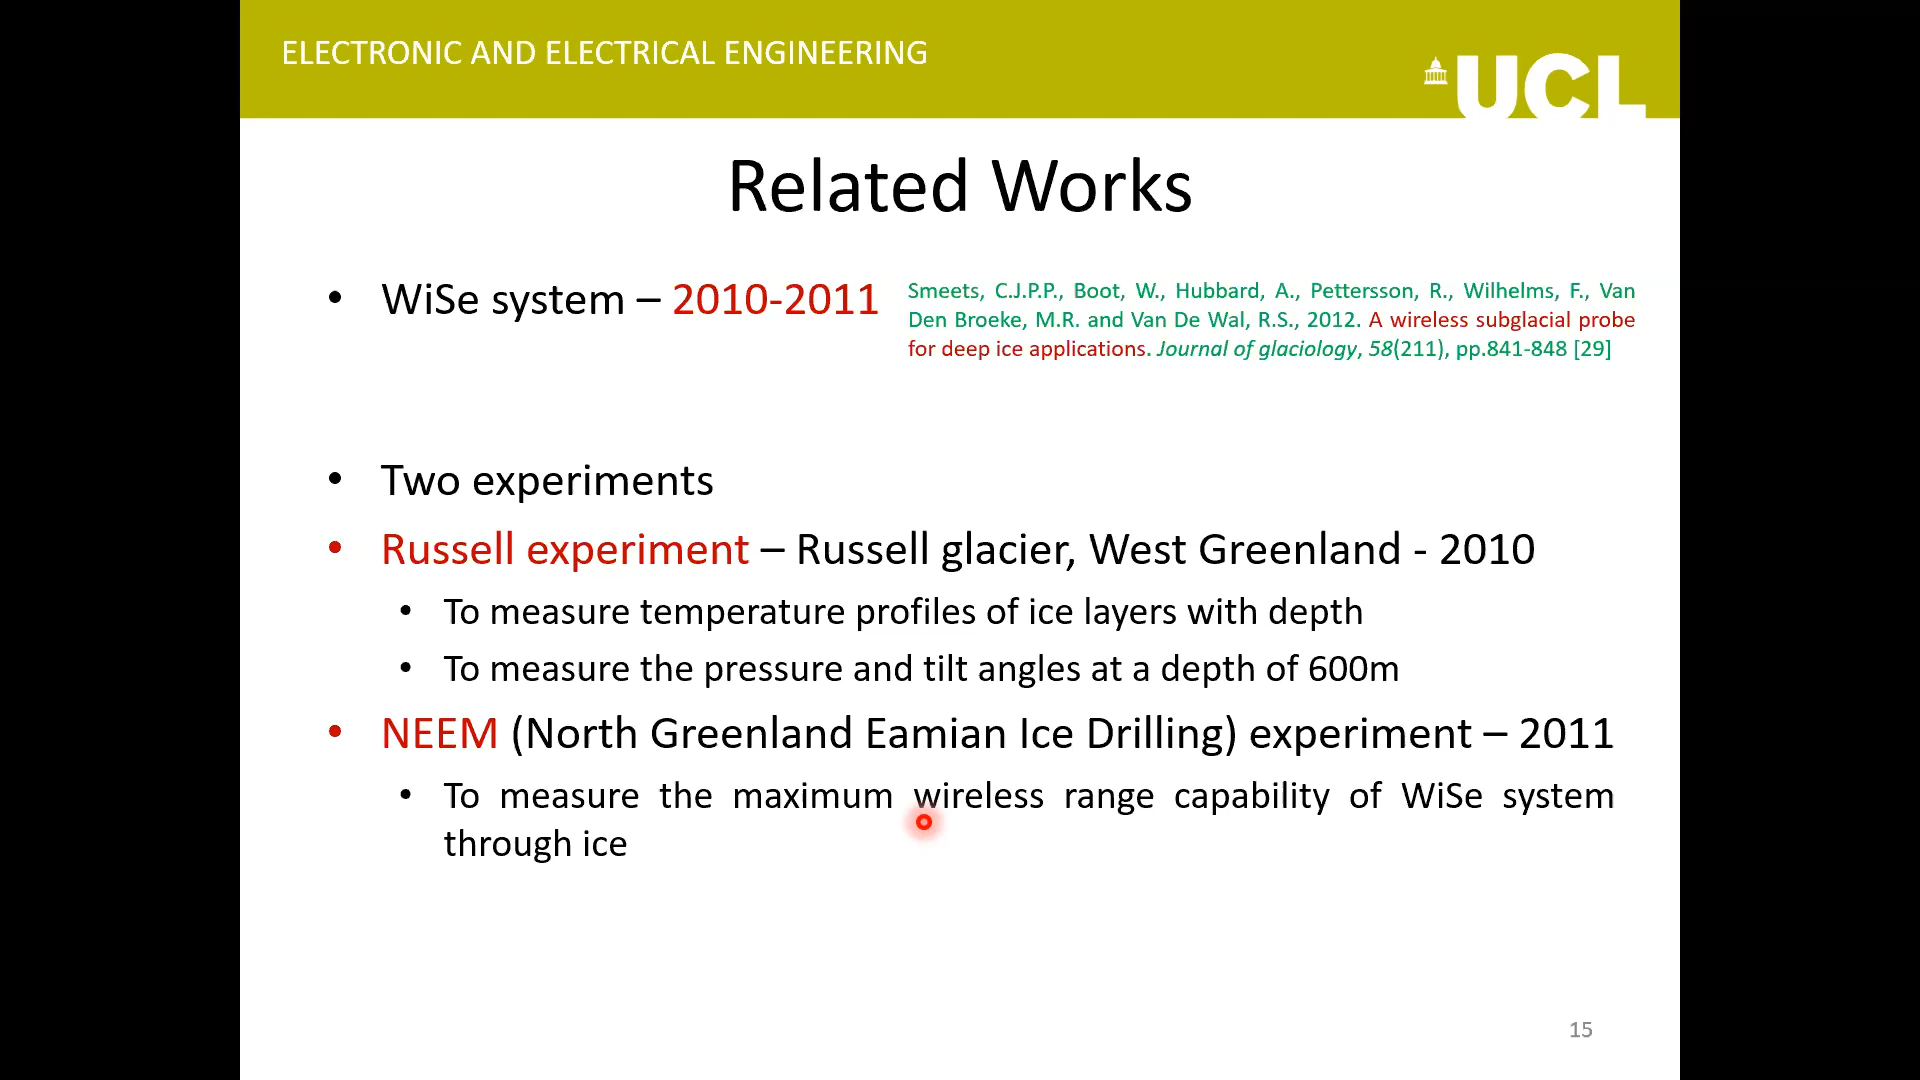 ELECTRONIC AND ELECTRICAL ENGINEERING
UCL
Related Works
• WiSe system – 2010-2011
Smeets, C.J.P.P., Boot, W., Hubbard, A., Pettersson, R., Wilhelms, F., Van
Den Broeke, M.R. and Van De Wal, R.S., 2012. A wireless subglacial probe
for deep ice applications. Journal of glaciology, 58(211), pp.841-848 [29]
• Two experiments
• Russell experiment – Russell glacier, West Greenland - 2010
• To measure temperature profiles of ice layers with depth
• To measure the pressure and tilt angles at a depth of 600m
• NEEM (North Greenland Eamian Ice Drilling) experiment – 2011
• To measure the maximum wireless range capability of WiSe system
through ice
15